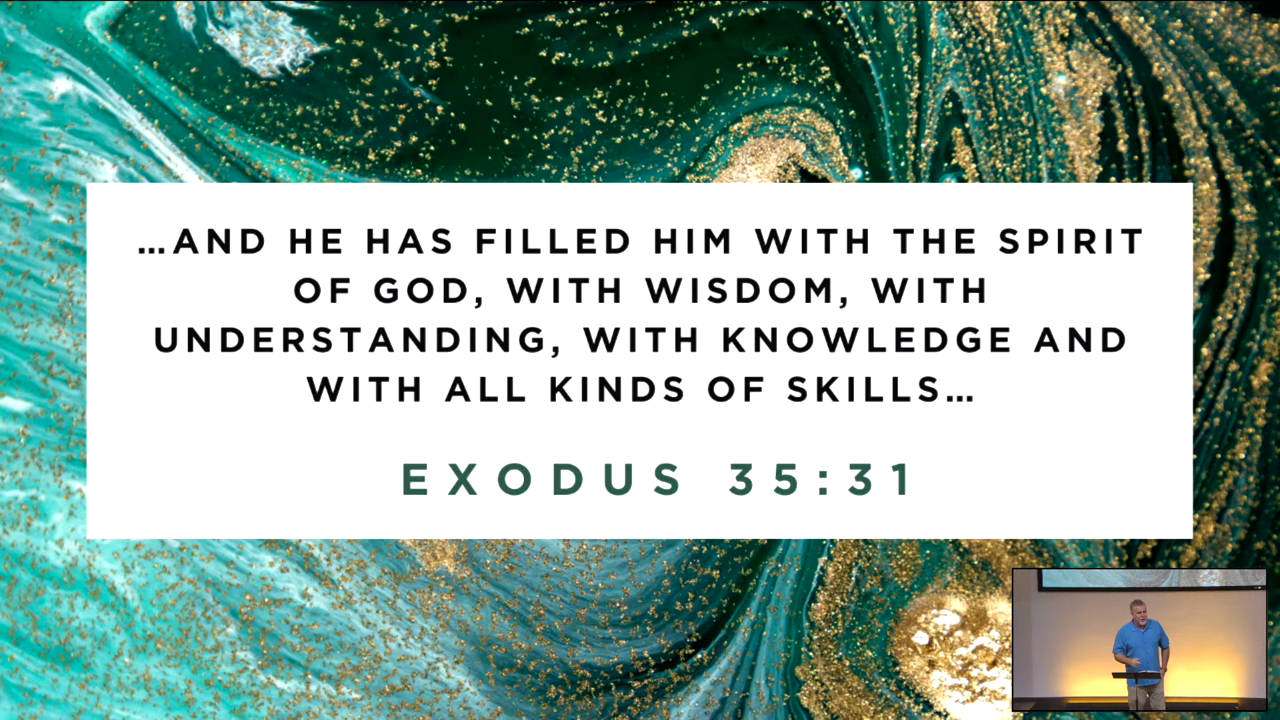 …AND HE HAS FILLED HIM WITH THE SPIRIT
OF GOD, WITH WISDOM, WITH
UNDERSTANDING, WITH KNOWLEDGE AND
WITH ALL KINDS OF SKILLS…
EXODUS 35:31